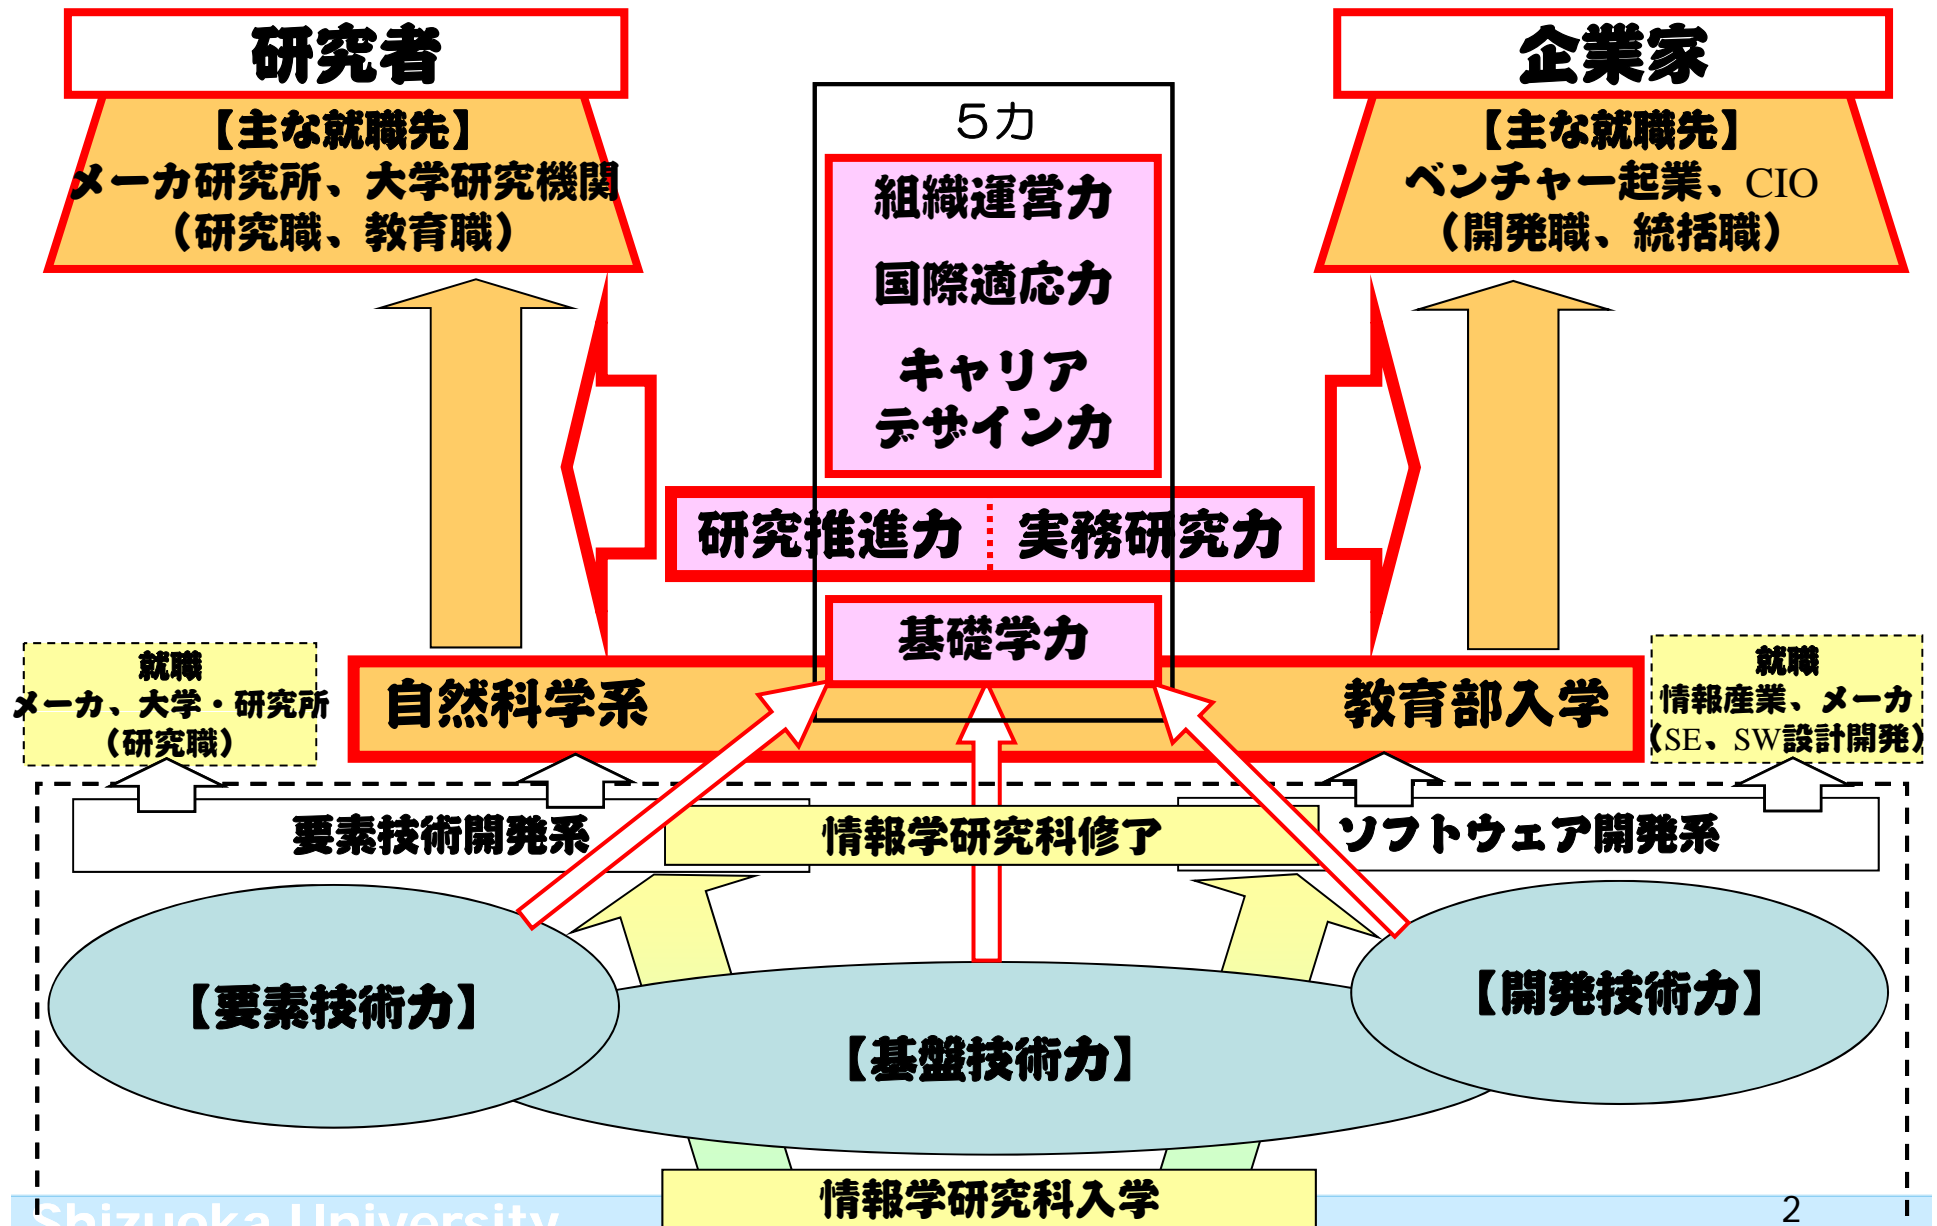 研究者
【主な就職先】
メーカ研究所、大学研究機関
（研究職、教育職）
企業家
【主な就職先】
ベンチャー起業、CIO
（開発職、統括職）
５力
組織運営力
国際適応力
キャリア
デザイン力
研究推進力
実務研究力
基礎学力
自然科学系
教育部入学
就職
メーカ、大学・研究所
（研究職）
就職
情報産業、メーカ
（SE、SW設計開発）
要素技術開発系
情報学研究科修了
ソフトウェア開発系
【要素技術力】
【基盤技術力】
【開発技術力】
情報学研究科入学
Shizuoka University
2